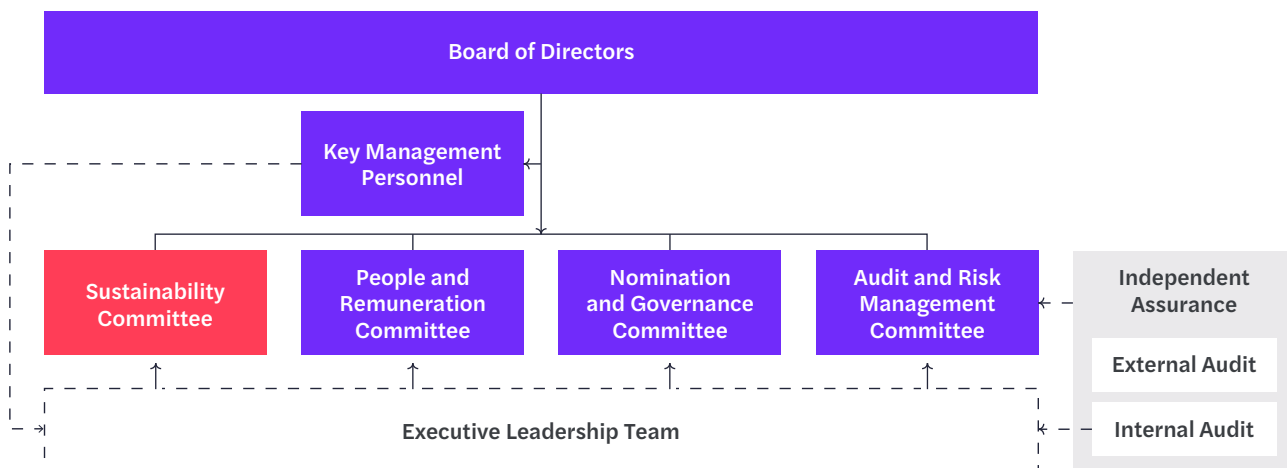 Board of Directors
Key Management
Personnel
Sustainability
Committee
People and
Remuneration
Committee
Nomination
and Governance
Committee
Audit and Risk
Management
Committee
Independent
Assurance
External Audit
Internal Audit
Executive Leadership Team